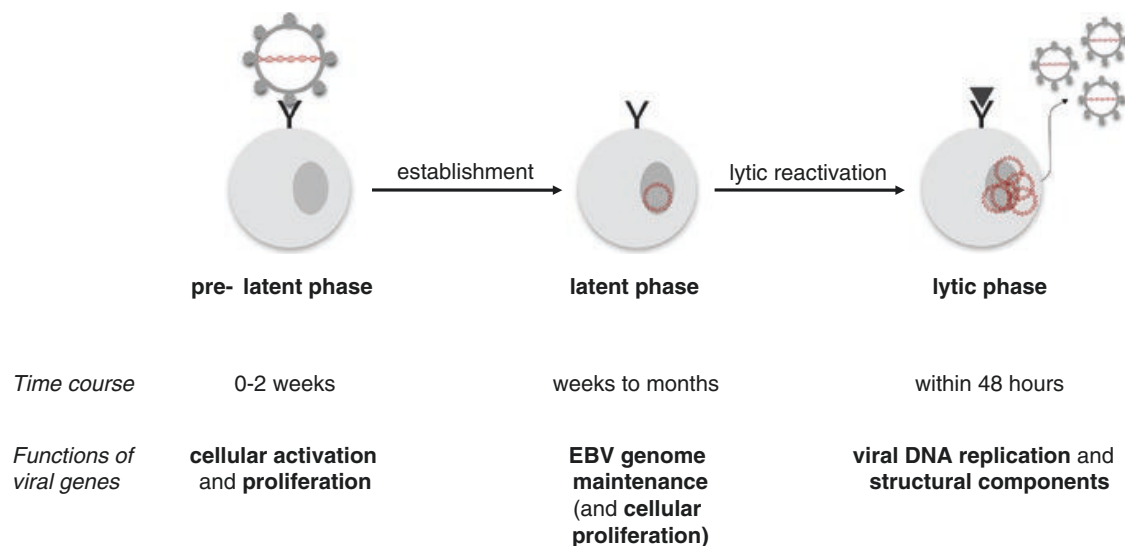 establishment
lytic reactivation
pre- latent phase
latent phase
lytic phase
Time course
0-2 weeks
weeks to months
within 48 hours
Functions of
viral genes
cellular activation
and proliferation
EBV genome
maintenance
(and cellular
proliferation)
viral DNA replication and
structural components